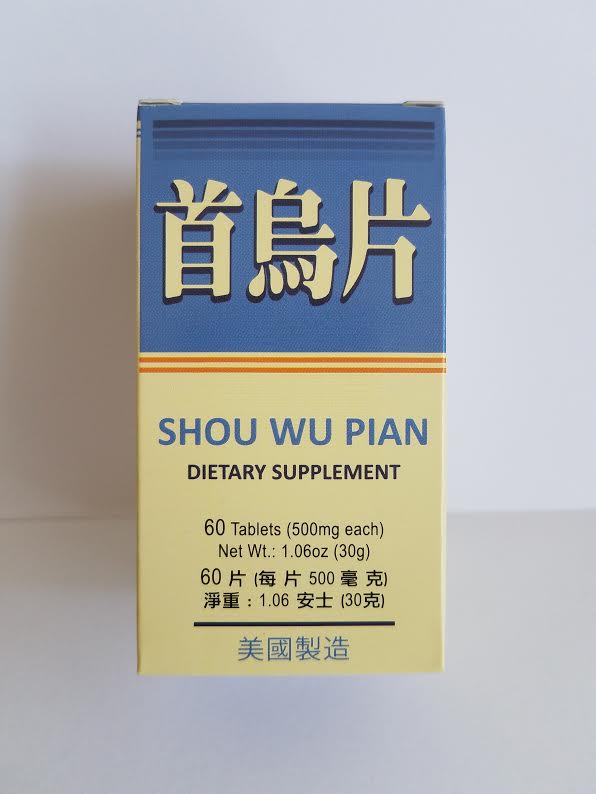 首烏片
SHOU WU PIAN
DIETARY SUPPLEMENT
60 Tablets (500mg each)
Net Wt.: 1.06oz (30g)
60 片 (每 片 500 毫 克)
淨重：1.06 安士 (30克)
美國製造